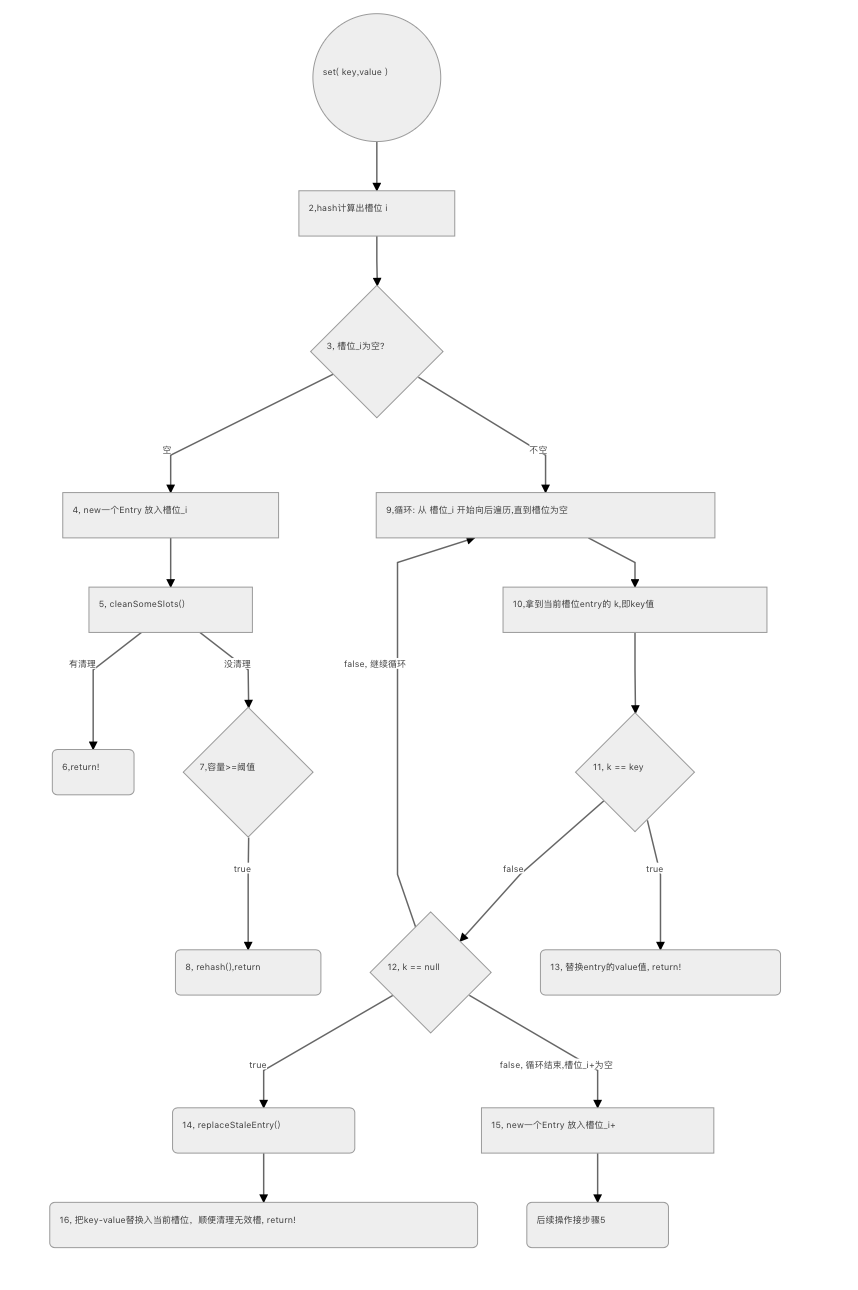 set( key,value )
2,hash计算出槽位 i
3, 槽位_i为空?
空
不空
4, new一个Entry 放入槽位_i
9,循环: 从 槽位_i 开始向后遍历,直到槽位为空
5, cleanSomeSlots()
10,拿到当前槽位entry的 k,即key值
有清理
没清理
false, 继续循环
6,return!
7,容量>=阈值
11, k == key
true
false
true
8, rehash(),return
12, k == null
13, 替换entry的value值, return!
true
false, 循环结束,槽位_i+为空
14, replaceStaleEntry()
15, new一个Entry 放入槽位_i+
16, 把key-value替换入当前槽位，顺便清理无效槽, return!
后续操作接步骤5